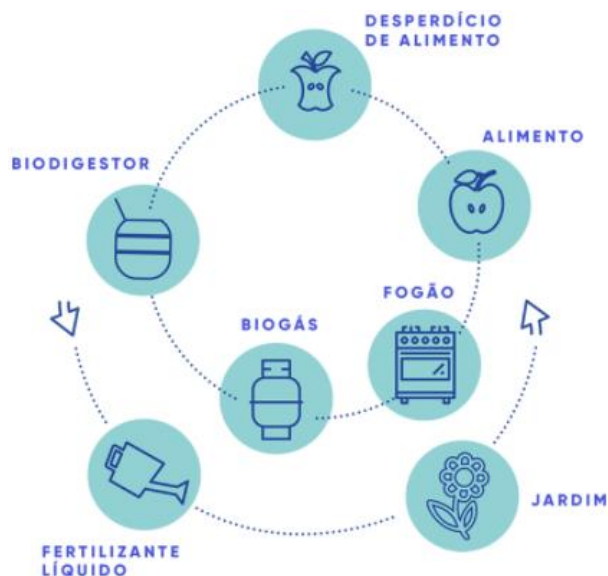 DESPERDÍCIO
DE ALIMENTO
ALIMENTO
BIODIGESTOR
FOGÃO
BIOGÁS
JARDIM
FERTILIZANTE
LÍQUIDO